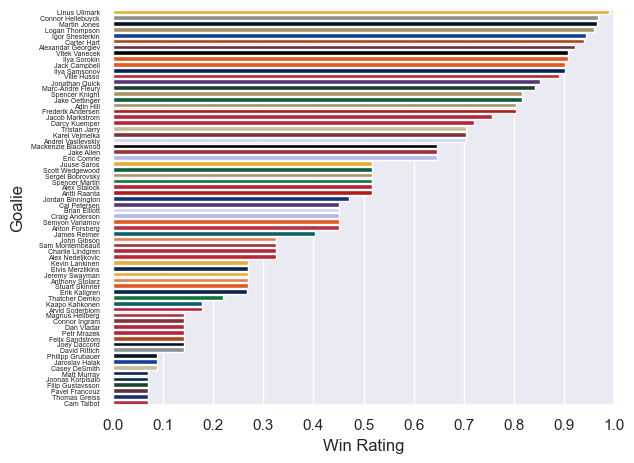 Linus Ullmark
Connor Hellebuyck
Martin Jones
Logan Thompson
Igor Shesterkin
Carter Hart
Alexandar Georgiev
Vitek Vanecek
Ilya Sorokin
Jack Campbell
Ilya Samsonov
Ville Husso
Jonathan Quick
Marc-Andre Fleury
Spencer Knight
Jake Oettinger
Adin Hill
Frederik Andersen
Jacob Markstrom
Darcy Kuemper
Tristan Jarry
Karel Vejmelka
Andrei Vasilevskiy
Mackenzie Blackwood
Jake Allen
Eric Comrie
Juuse Saros
Scott Wedgewood
Sergei Bobrovsky
Spencer Martin
Alex Stalock
Antti Raanta
Jordan Binnington
Cal Petersen
Brian Elliott
Craig Anderson
Semyon Varlamov
Anton Forsberg
James Reimer
John Gibson
Sam Montembeault
Charlie Lindgren
Alex Nedeljkovic
Kevin Lankinen
Elvis Merzlikins
Jeremy Swayman
Anthony Stolarz
Stuart Skinner
Erik Kallgren
Thatcher Demko
Kaapo Kahkonen
Arvid Soderblom
Magnus Hellberg
Connor Ingram
Dan Vladar
Petr Mrazek
Felix Sandstrom
Joey Daccord
David Rittich
Philipp Grubauer
Jaroslav Halak
Casey DeSmith
Matt Murray
Joonas Korpisalo
Filip Gustavsson
Pavel Francouz
Thomas Greiss
Cam Talbot
Goalie
0.0 0.1 0.2 0.3 0.4 0.5 0.6 0.7 0.8 0.9 1.0
Win Rating